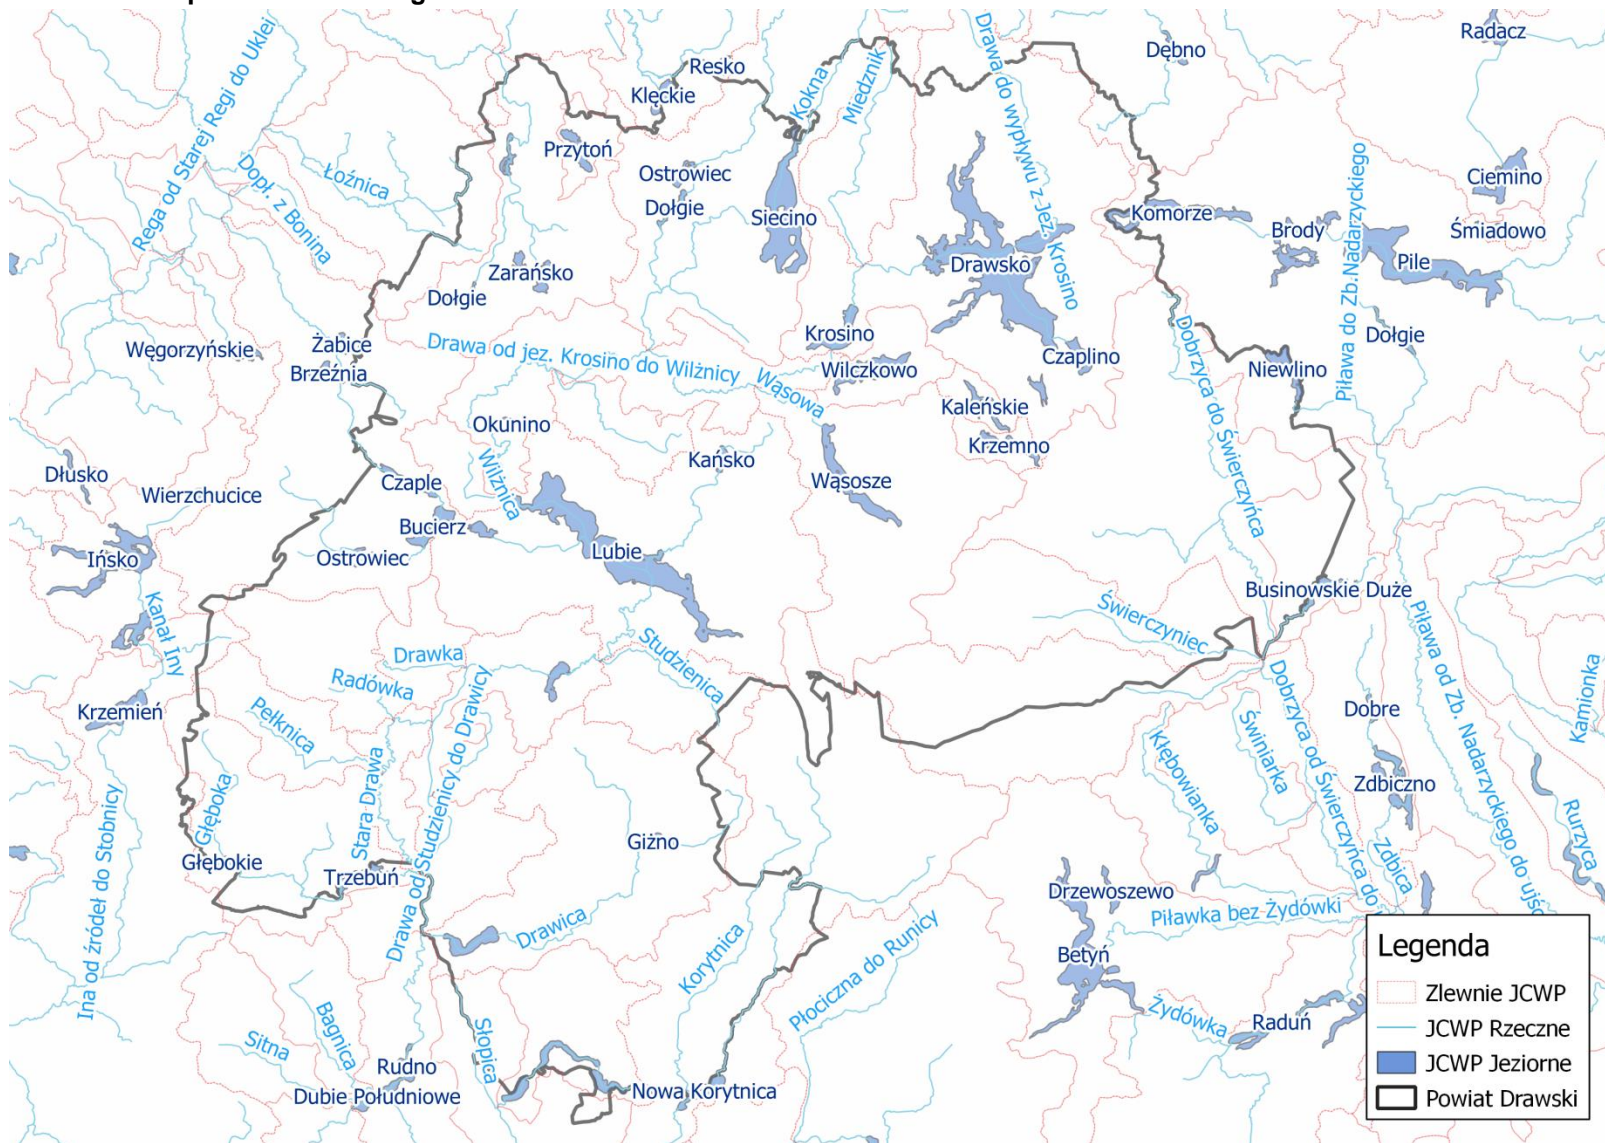 Resko
Klęckie
Kokna
Miedznik
Drawa do wypływu z Jez. Krosino
Dębno
Radacz
Rega od Starej Regi do Uklei
Dopł. z Bonina
Łoźnica
Przytoń
Ostrowiec
Dołgie
Siecino
Komorze
Brody
Piława do Zb.Nadarzyckiego
Ciemino
Śmiadowo
Pile
Drawsko
Zarańsko
Dołgie
Krosino
Czaplino
Dobrzyca do Świerczyńca
Dołgie
Węgorzyńskie
Żabice
Brzeźnia
Drawa od jez. Krosino do Wilżnicy
Wąsowa
Wilczkowo
Niewlino
Kaleńskie
Krzemno
Okunino
Wilżnica
Kańsko
Wąsosze
Dłusko
Wierzchucice
Czaple
Bucierz
Ostrowiec
Lubie
Ińsko
Kanał Iny
Businowskie Duże
Świerczyniec
Drawka
Radówka
Studzienica
Pełknica
Krzemień
Głęboka
Stara Drawa
Drawa od Studzienicy do Drawicy
Kłębowianka
Świniarka
Dobrzyca od Świerczyńca do
Dobre
Zdbiczno
Zdbica
Piława od Zb. Nadarzyckiego do ujśc
Kamionka
Rurzyca
Ina od źródeł do Stobnicy
Głębokie
Trzebuń
Giżno
Drawica
Korytnica
Płociczna do Runicy
Drzewoszewo
Piławka bez Żydówki
Betyń
Żydówka
Raduń
Bagnica
Sitna
Słopica
Rudno
Dubie Południowe
Nowa Korytnica
Legenda
Zlewnie JCWP
JCWP Rzeczne
JCWP Jeziorne
Powiat Drawski